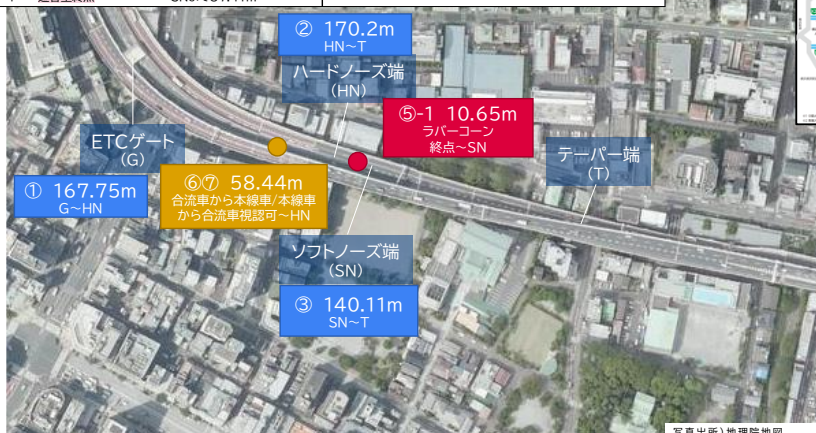 ② 170.2m
HN~T
ハードノーズ端
(HN)
⑤-1 10.65m
ラバーコーン
終点~SN
ETCゲート
(G)
テーパー端
(T)
① 167.75m
G~HN
⑥⑦ 58.44m
合流車から本線車/本線車
から合流車視認可~HN
ソフトノーズ端
(SN)
③ 140.11m
SN~T
写真出所)地理院地図